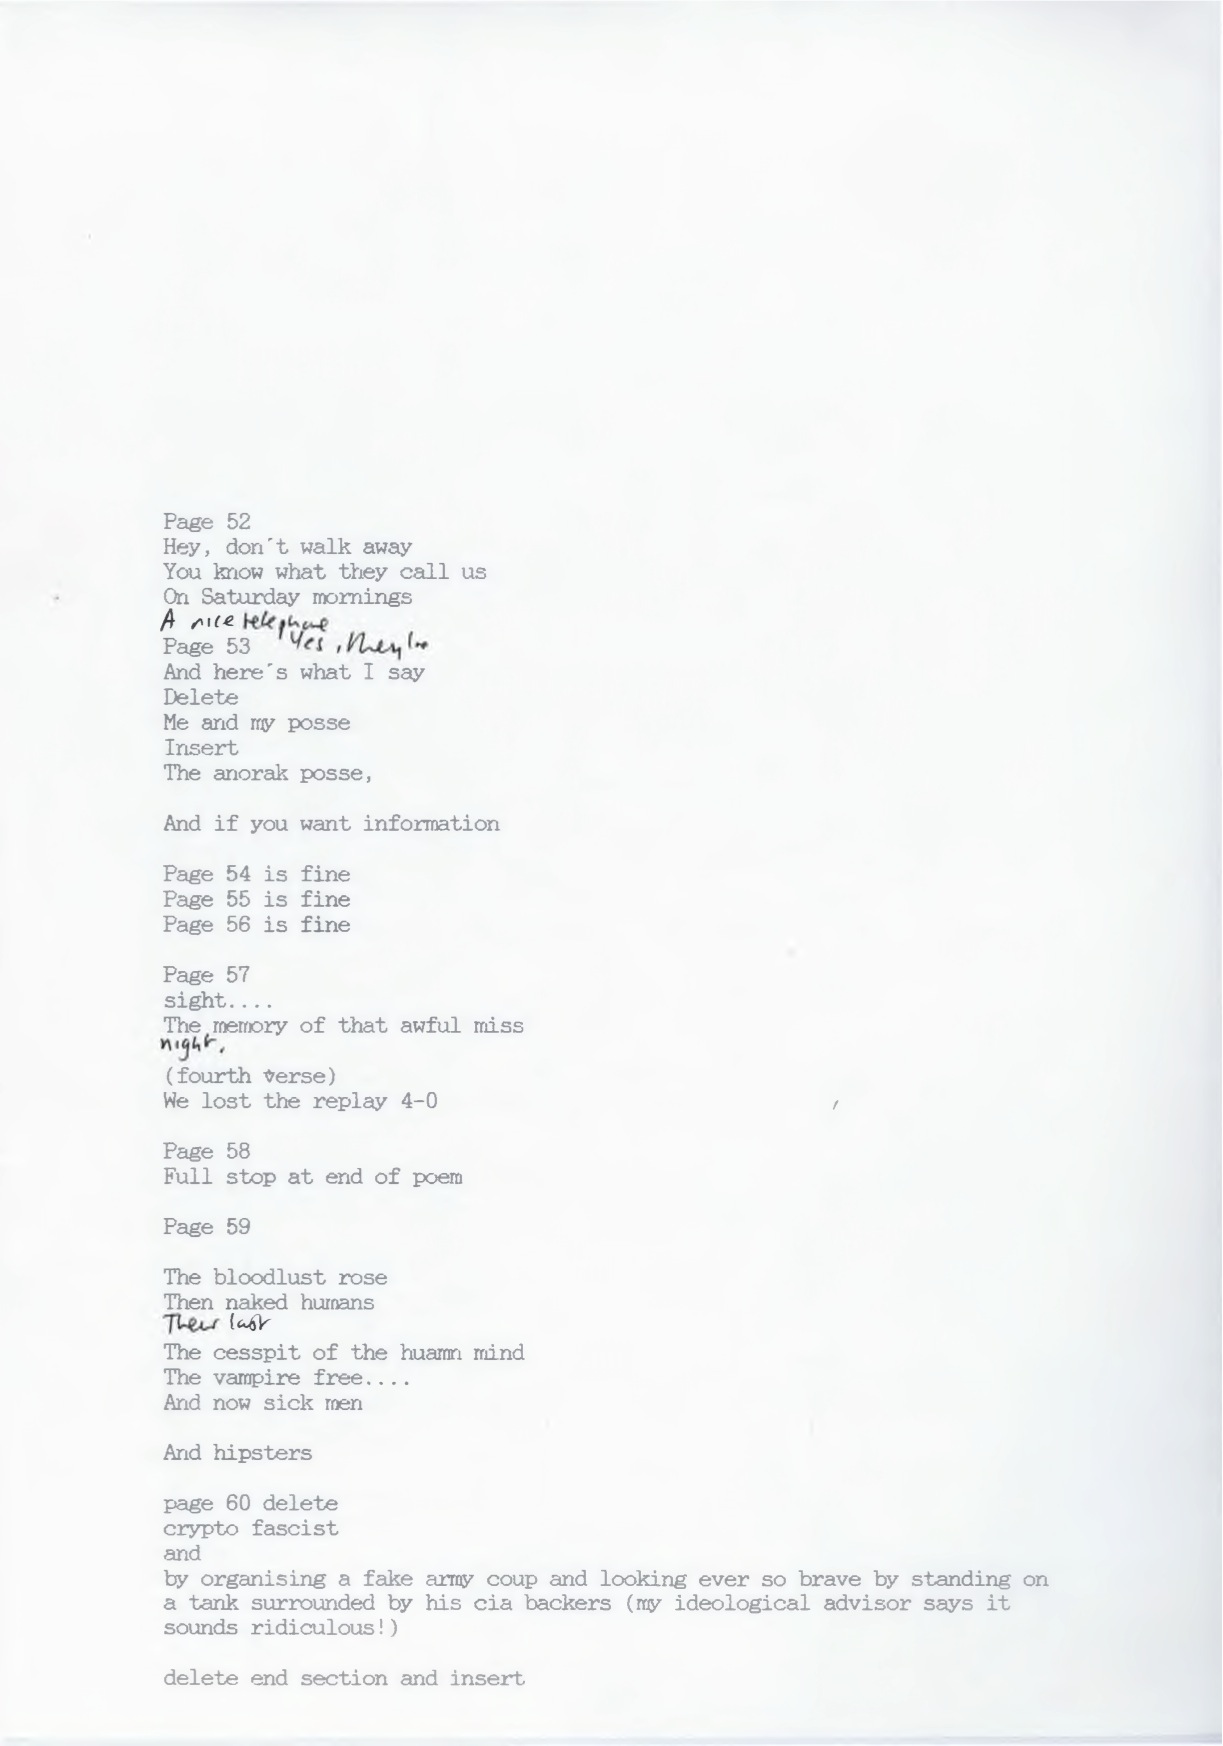 Page 52
Hey, don´t walk away
You know what they call us
On Saturday mornings
A nice telephone
Page 53 Yes, they're
And here´s what I say
Delete
Me and my posse
Insert
The anorak posse,
And if you want information
Page 54 is fine
Page 55 is fine
Page 56 is fine
Page 57
sight....
The memory of that awful miss
night,
(fourth verse)
We lost the replay 4-0
Page 58
Full stop at end of poem
Page 59
The bloodlust rose
Then naked humans
Their last
The cesspit of the huamn mind
The vampire free....
And now sick men
And hipsters
page 60 delete
crypto fascist
and
by organising a fake army coup and looking ever so brave by standing on
a tank surrounded by his cia backers (my ideological advisor says it
sounds ridiculous!)
delete end section and insert